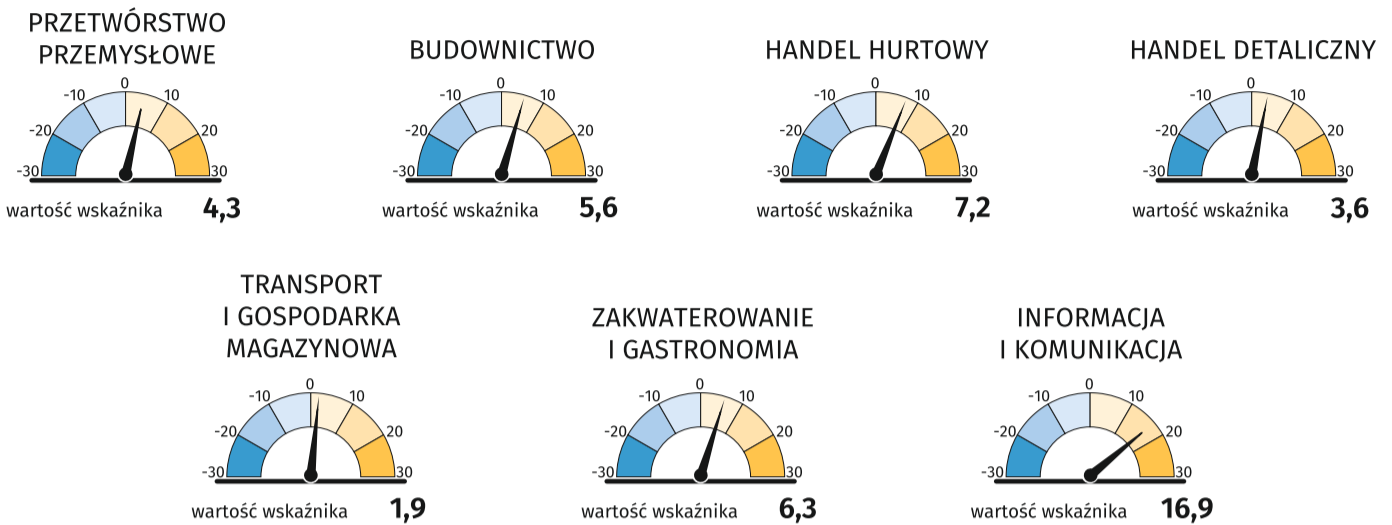 PRZETWÓRSTWO
PRZEMYSŁOWE
0
-10 10
-20 20
-30 30
wartość wskaźnika 4,3
BUDOWNICTWO
0
-10 10
-20 20
-30 30
wartość wskaźnika 5,6
HANDEL HURTOWY
0
-10 10
-20 20
-30 30
wartość wskaźnika 7,2
HANDEL DETALICZNY
0
-10 10
-20 20
-30 30
wartość wskaźnika 3,6
TRANSPORT
I GOSPODARKA
MAGAZYNOWA
0
-10 10
-20 20
-30 30
wartość wskaźnika 1,9
ZAKWATEROWANIE
I GASTRONOMIA
0
-10 10
-20 20
-30 30
wartość wskaźnika 6,3
INFORMACJA
I KOMUNIKACJA
0
-10 10
-20 20
-30 30
wartość wskaźnika 16,9